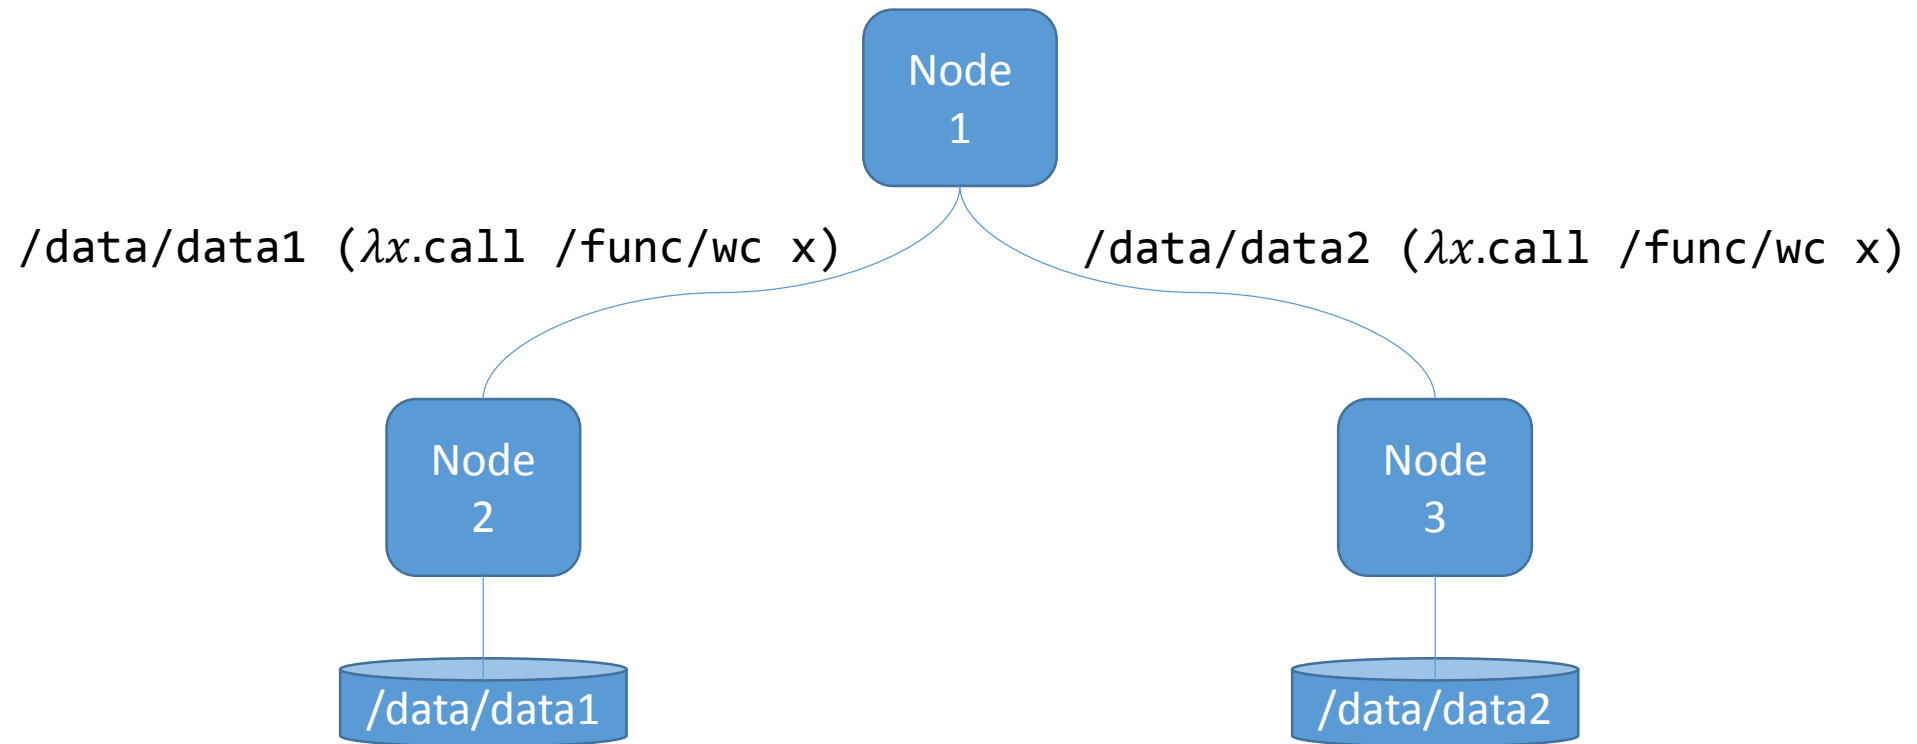 Node
1
/data/data1 (λx.call /func/wc x)
/data/data2 (λx.call /func/wc x)
Node
2
Node
3
/data/data1
/data/data2